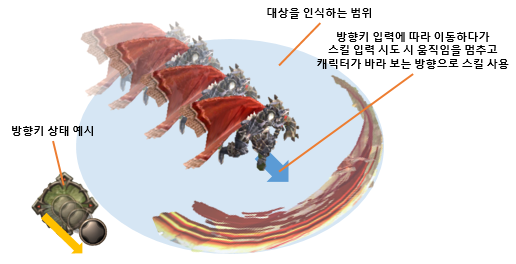 대상을 인식하는 범위
방향키 입력에 따라 이동하다가
스킬 입력 시도 시 움직임을 멈추고
캐릭터가 바라 보는 방향으로 스킬 사용
방향키 상태 예시